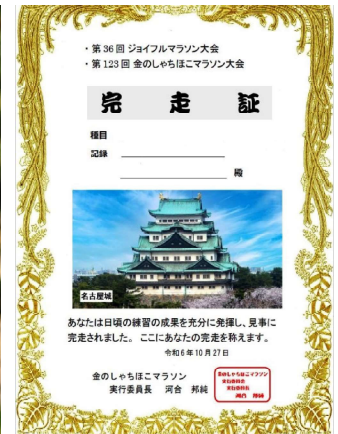 ・第 36 回 ジョイフルマラソン大会
・第 123 回 金のしゃちほこマラソン大会
完 走 証
種目
記録
殿
名古屋城
あなたは日頃の練習の成果を充分に発揮し、見事に
完走されました。ここにあなたの完走を称えます。
令和 6 年 10 月 27 日
金のしゃちほこマラソン
実行委員長 河合 邦純
金のしゃちほこマラソン
実行委員会
実行委員長
河合 邦純